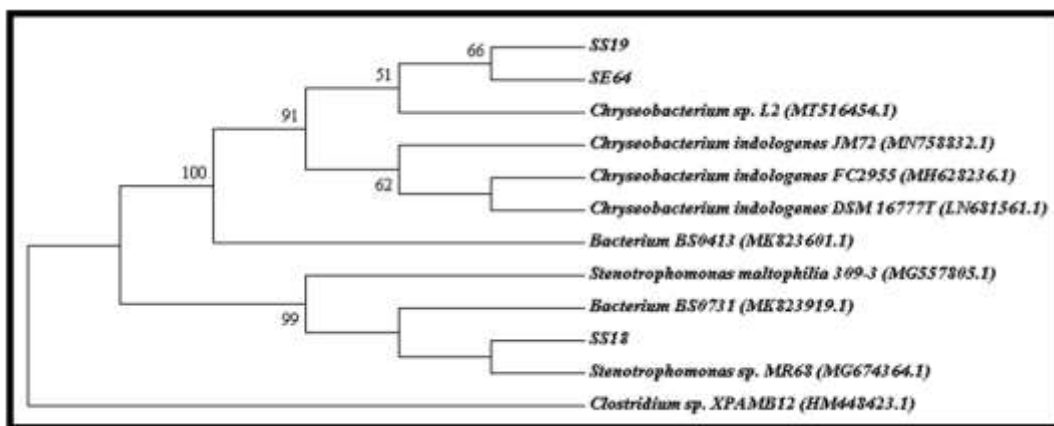 SS19
66
SE64
51
Chryseobacterium sp. L2 (MT516454.1)
91
Chryseobacterium indologenes JM72 (MN758832.1)
Chryseobacterium indologenes FC2955 (MH628236.1)
100
62
Chryseobacterium indologenes DSM 16777T (LN681561.1)
Bacterium BS0413 (MK823601.1)
Stenotrophomonas maltophilia 309-3 (MG557805.1)
Bacterium BS0731 (MK823919.1)
99
SS18
Stenotrophomonas sp. MR68 (MG674364.1)
Clostridium sp. XPAMB12 (HM448423.1)